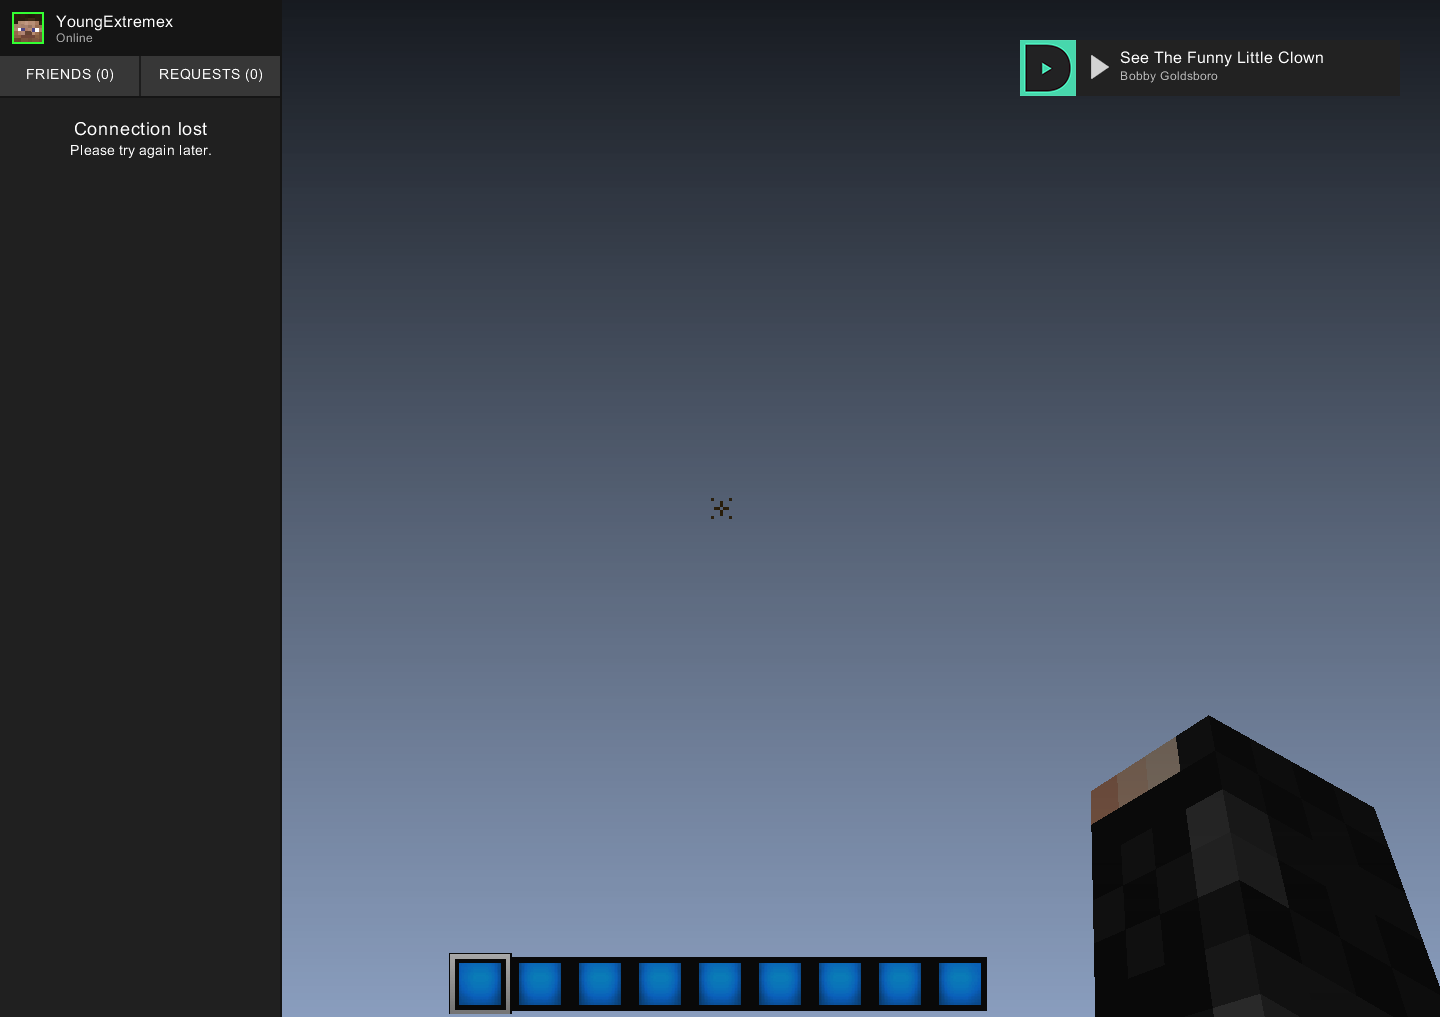 YoungExtremex
Online
FRIENDS (0)
REQUESTS (0)
Connection lost
Please try again later.
See The Funny Little Clown
Bobby Goldsboro